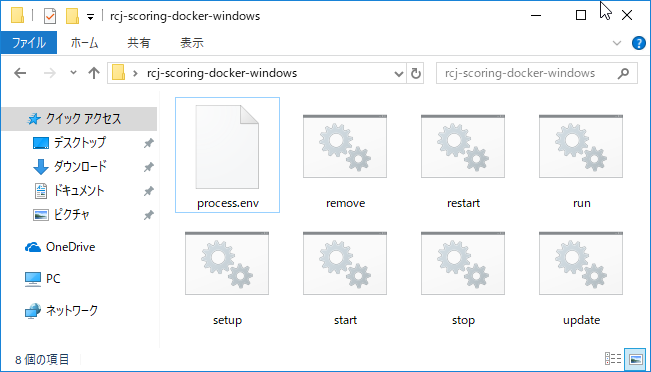 rcj-scoring-docker-windows
ファイル ホーム 共有 表示
rcj-scoring-docker-windows rcj-scoring-docker-windows
クイック アクセス
デスクトップ
ダウンロード
ドキュメント
ピクチャ
OneDrive
PC
ネットワーク
process.env remove restart run
setup start stop update
8 個の項目